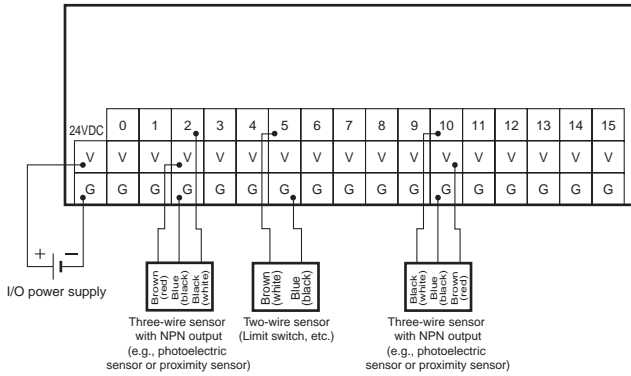 24VDC 0 1 2 3 4 5 6 7 8 9 10 11 12 13 14 15
V V V V V V V V V V V V V V V V V
G G G G G G G G G G G G G G G G G
+ −
I/O power supply
Brown (red)
Blue (black)
Black (white)
Brown (white)
Blue (black)
Black (white)
Blue (black)
Brown (red)
Three-wire sensor
with NPN output
(e.g., photoelectric
sensor or proximity sensor)
Two-wire sensor
(Limit switch, etc.)
Three-wire sensor
with NPN output
(e.g., photoelectric
sensor or proximity sensor)